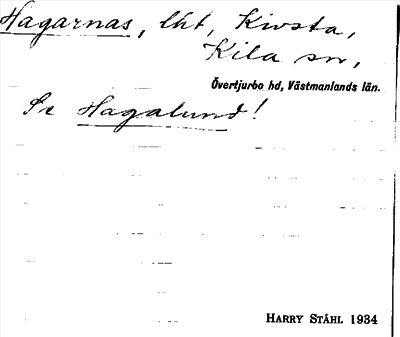 Hagarnas, lht, Kivsta,
Kila sn,
Övertjurbo hd, Västmanlands län.
Se Hagalund!
HARRY STÅHL 1934